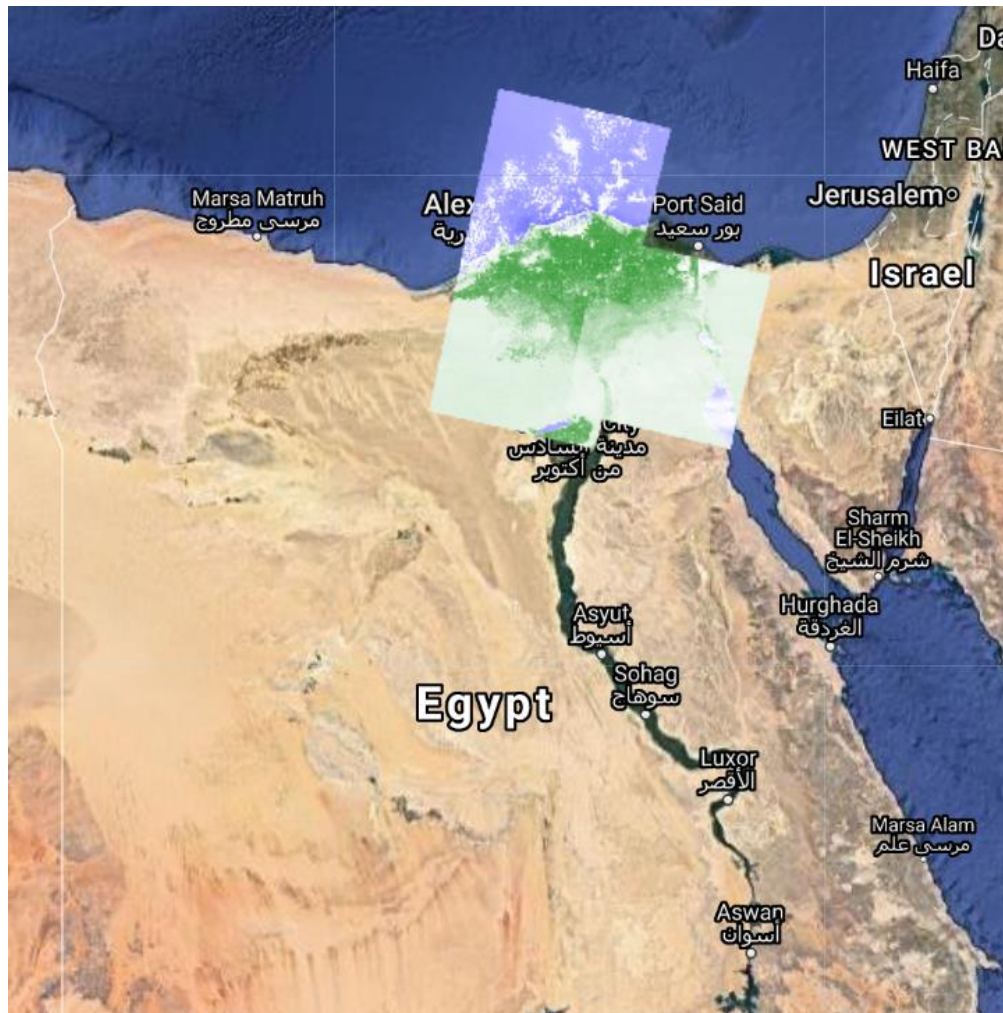 Da
Haifa
WEST BA
Marsa Matruh
مرسى مطروح
Alex
رية
Port Said
بور سعيد
Jerusalem
Israel
Eilat
City
مدينة السادس
من أكتوبر
Sharm
El-Sheikh
شرم الشيخ
Hurghada
الغردقة
Asyut
أسيوط
Sohag
سوهاج
Egypt
Luxor
الأقصر
Marsa Alam
مرسى علم
Aswan
أسوان